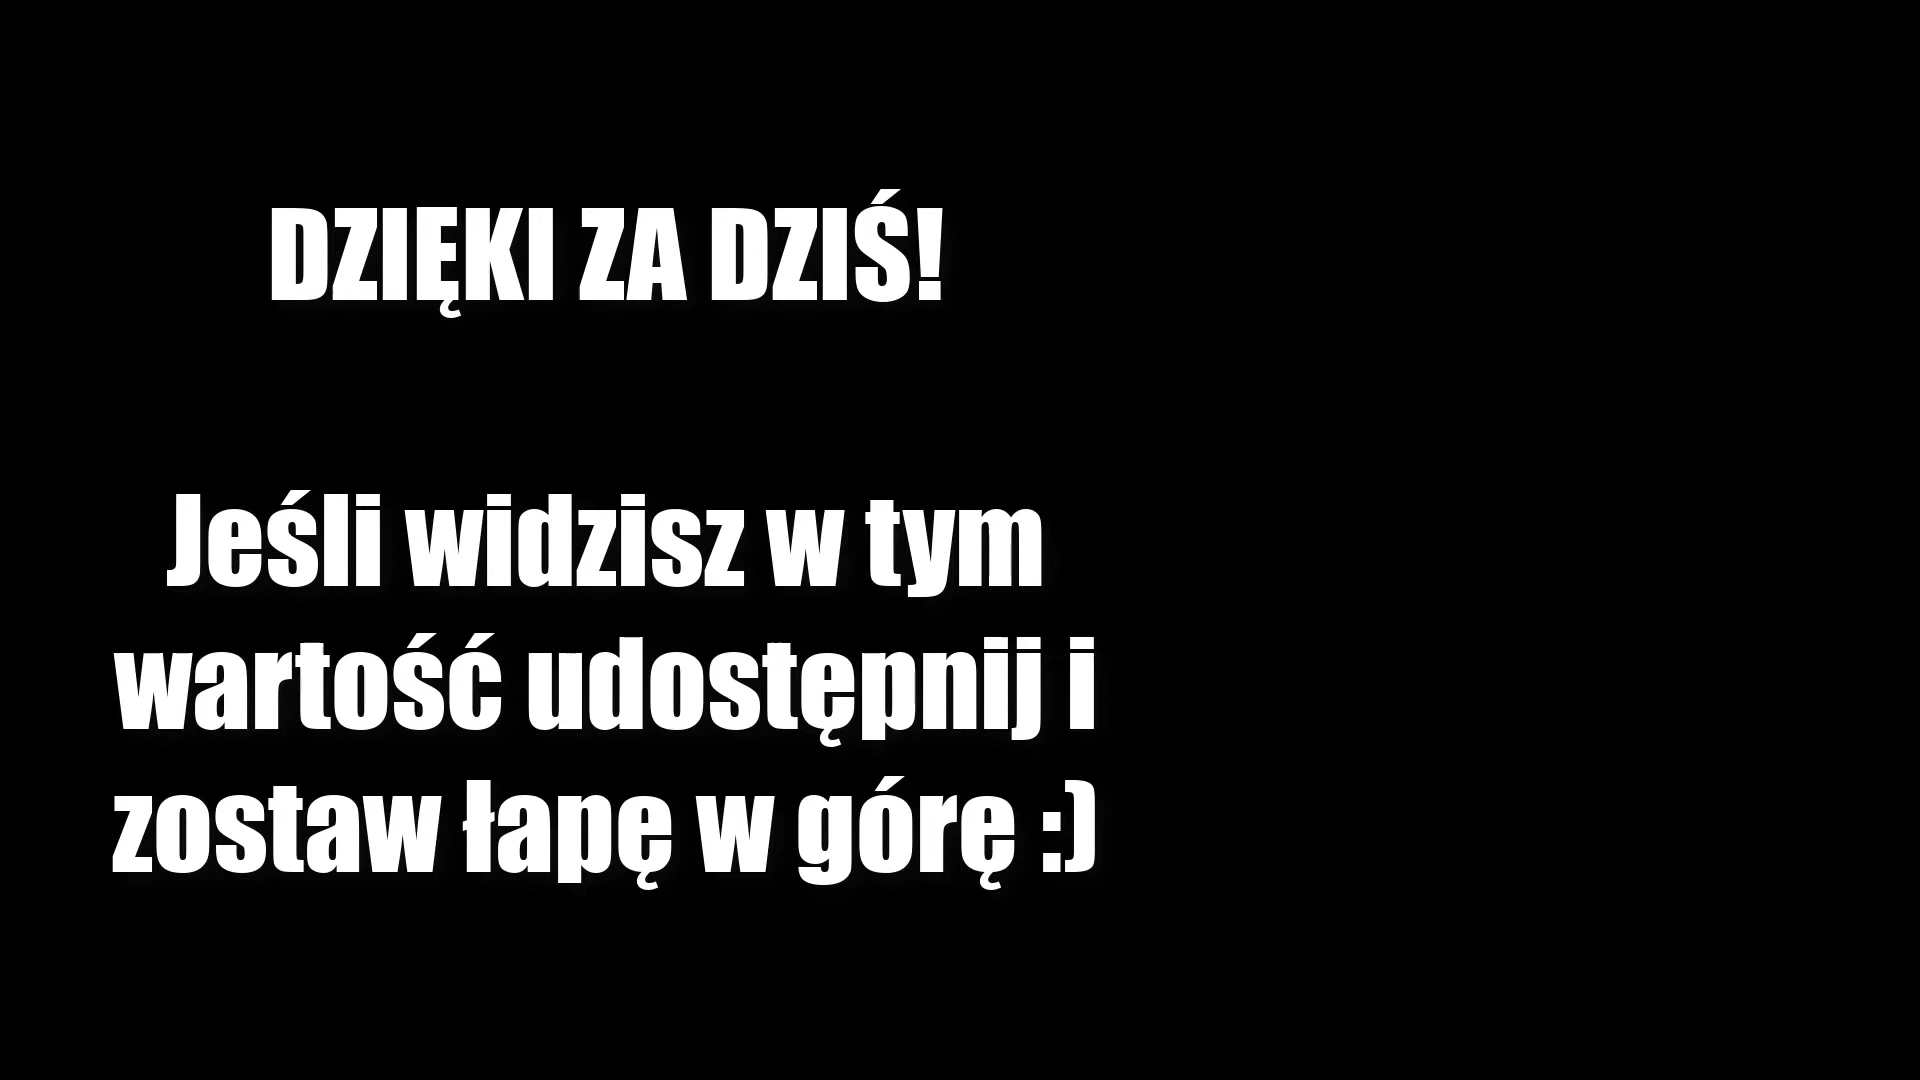 DZIĘKI ZA DZIŚ!
Jeśli widzisz w tym
wartość udostępnij i
zostaw łapę w górę :)